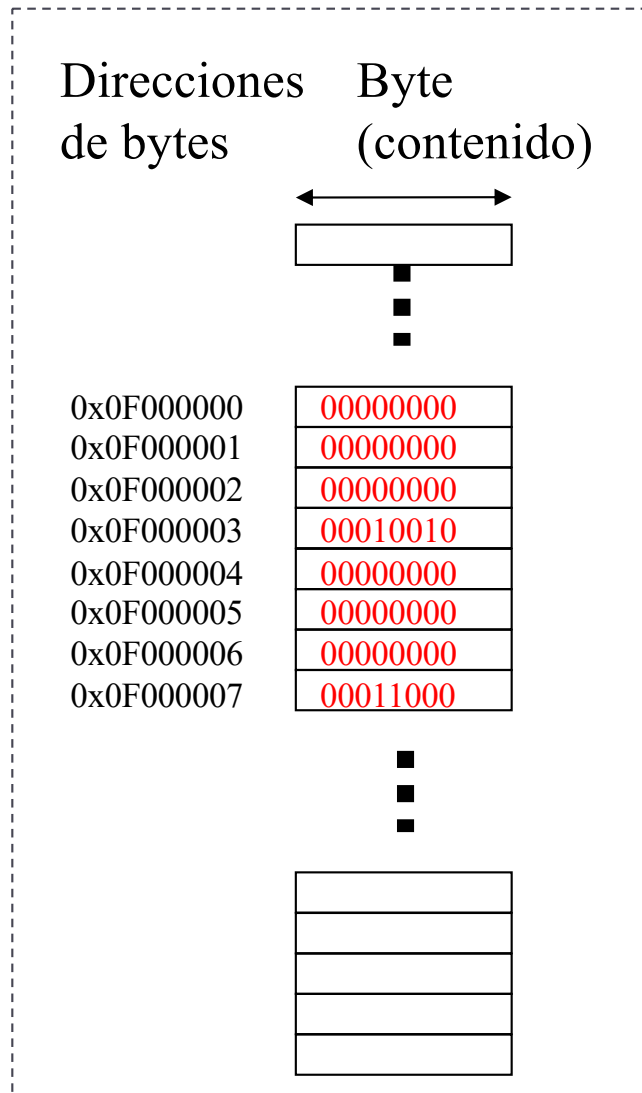 Direcciones Byte
de bytes (contenido)
0x0F000000 00000000
0x0F000001 00000000
0x0F000002 00000000
0x0F000003 00010010
0x0F000004 00000000
0x0F000005 00000000
0x0F000006 00000000
0x0F000007 00011000